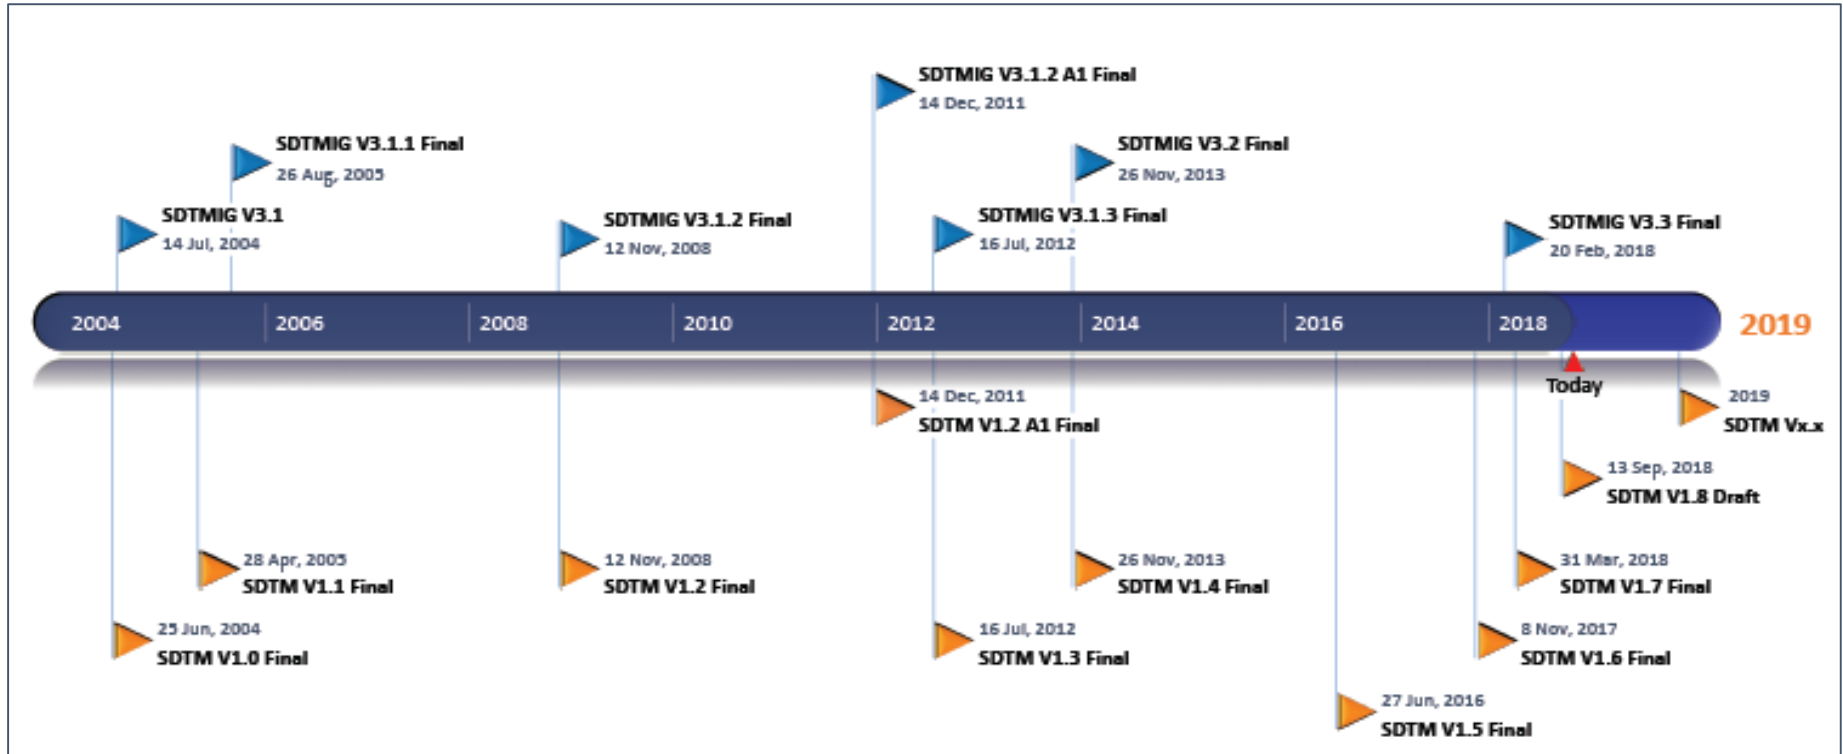 SDTMIG V3.1.2 A1 Final
14 Dec, 2011
SDTMIG V3.1.1 Final
26 Aug, 2005
SDTMIG V3.2 Final
26 Nov, 2013
SDTMIG V3.1
14 Jul, 2004
SDTMIG V3.1.2 Final
12 Nov, 2008
SDTMIG V3.1.3 Final
16 Jul, 2012
SDTMIG V3.3 Final
20 Feb, 2018
2004 2006 2008 2010 2012 2014 2016 2018 2019
Today
14 Dec, 2011
SDTM V1.2 A1 Final
2019
SDTM Vx.x
13 Sep, 2018
SDTM V1.8 Draft
28 Apr, 2005
SDTM V1.1 Final
12 Nov, 2008
SDTM V1.2 Final
26 Nov, 2013
SDTM V1.4 Final
31 Mar, 2018
SDTM V1.7 Final
25 Jun, 2004
SDTM V1.0 Final
16 Jul, 2012
SDTM V1.3 Final
8 Nov, 2017
SDTM V1.6 Final
27 Jun, 2016
SDTM V1.5 Final